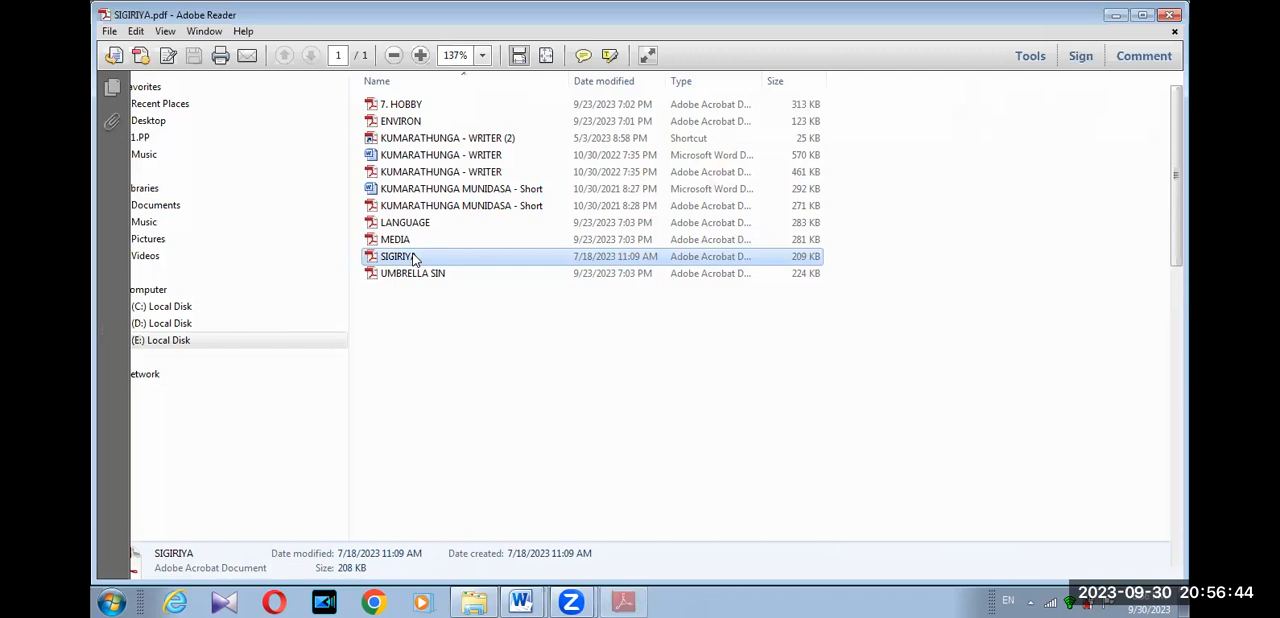 SIGIRIYA.pdf - Adobe Reader
File Edit View Window Help
1 / 1 137% Tools Sign Comment
avorites
Recent Places
Desktop
1.PP
Music
ibraries
Documents
Music
Pictures
Videos
omputer
(C:) Local Disk
(D:) Local Disk
(E:) Local Disk
etwork
Name Date modified Type Size
7. HOBBY 9/23/2023 7:02 PM Adobe Acrobat D... 313 KB
ENVIRON 9/23/2023 7:01 PM Adobe Acrobat D... 123 KB
KUMARATHUNGA - WRITER (2) 5/3/2023 8:58 PM Shortcut 25 KB
KUMARATHUNGA - WRITER 10/30/2022 7:35 PM Microsoft Word D... 570 KB
KUMARATHUNGA - WRITER 10/30/2022 7:35 PM Adobe Acrobat D... 461 KB
KUMARATHUNGA MUNIDASA - Short 10/30/2021 8:27 PM Microsoft Word D... 292 KB
KUMARATHUNGA MUNIDASA - Short 10/30/2021 8:28 PM Adobe Acrobat D... 271 KB
LANGUAGE 9/23/2023 7:03 PM Adobe Acrobat D... 283 KB
MEDIA 9/23/2023 7:03 PM Adobe Acrobat D... 281 KB
SIGIRIYA 7/18/2023 11:09 AM Adobe Acrobat D... 209 KB
UMBRELLA SIN 9/23/2023 7:03 PM Adobe Acrobat D... 224 KB
SIGIRIYA Date modified: 7/18/2023 11:09 AM Date created: 7/18/2023 11:09 AM
Adobe Acrobat Document Size: 208 KB
EN
2023-09-30 20:56:44
9/30/2023